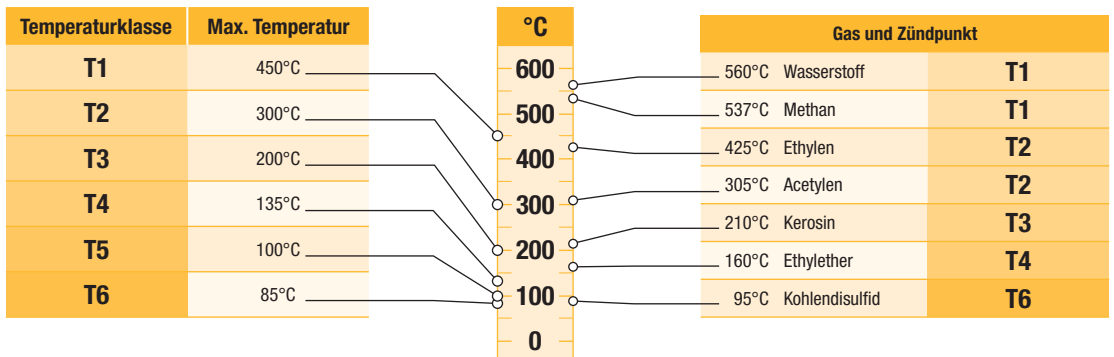 Temperaturklasse Max. Temperatur
T1 450°C
T2 300°C
T3 200°C
T4 135°C
T5 100°C
T6 85°C
°C
600
500
400
300
200
100
0
Gas und Zündpunkt
560°C Wasserstoff T1
537°C Methan T1
425°C Ethylen T2
305°C Acetylen T2
210°C Kerosin T3
160°C Ethylether T4
95°C Kohlendisulfid T6